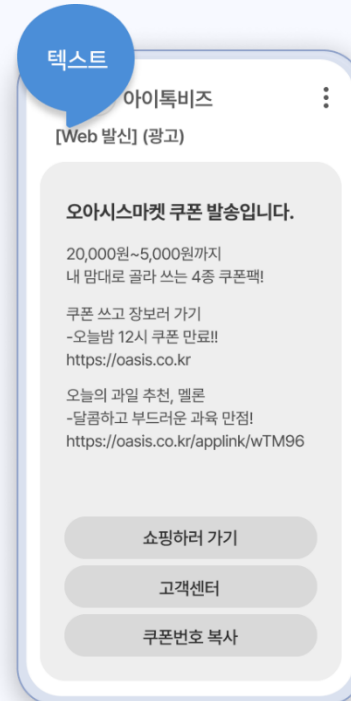 텍스트
아이톡비즈
[Web 발신] (광고)
오아시스마켓 쿠폰 발송입니다.
20,000원~5,000원까지
내 맘대로 골라 쓰는 4종 쿠폰팩!
쿠폰 쓰고 장보러 가기
-오늘밤 12시 쿠폰 만료!!
https://oasis.co.kr
오늘의 과일 추천, 멜론
-달콤하고 부드러운 과육 만점!
https://oasis.co.kr/applink/wTM96
쇼핑하러 가기
고객센터
쿠폰번호 복사